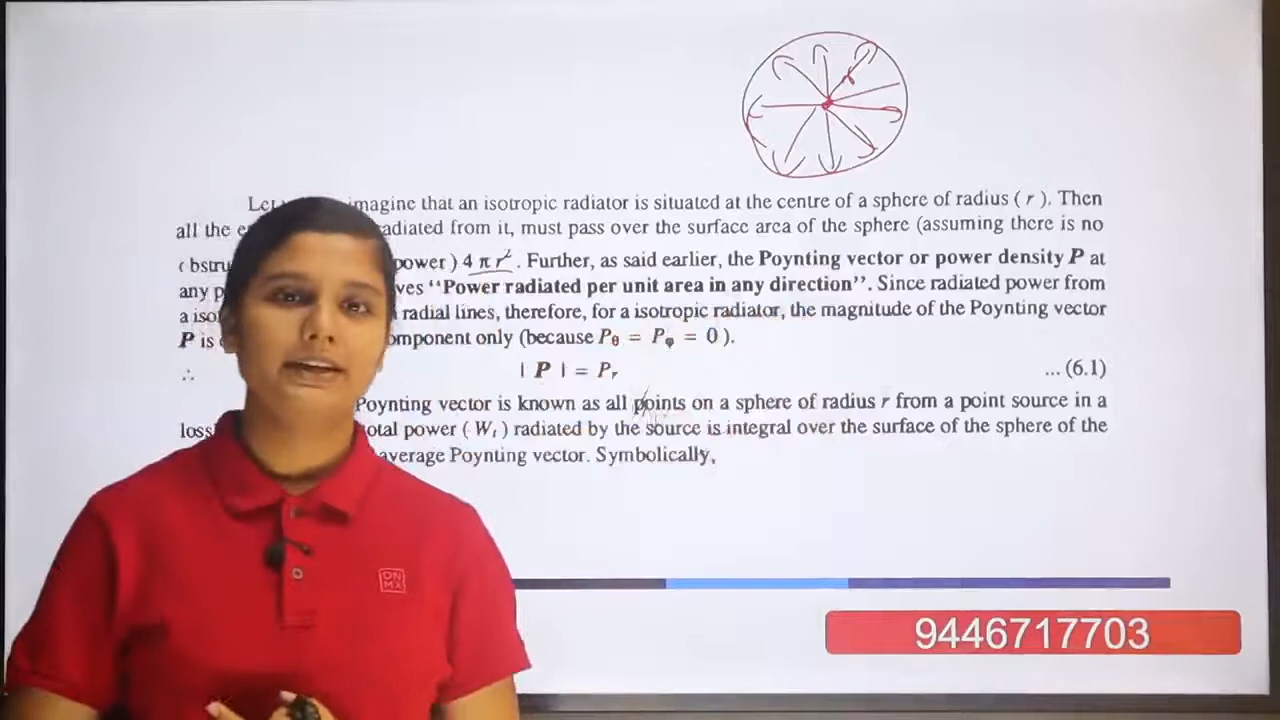 imagine that an isotropic radiator is situated at the centre of a sphere of radius ( r ). Then
all the adiated from it, must pass over the surface area of the sphere (assuming there is no
power ) 4 π r² . Further, as said earlier, the Poynting vector or power density P at
any ves “Power radiated per unit area in any direction”. Since radiated power from
a radial lines, therefore, for a isotropic radiator, the magnitude of the Poynting vector
P is omponent only (because Pθ = Pφ = 0 ).
∴ | P | = Pr ... (6.1)
Poynting vector is known as all points on a sphere of radius r from a point source in a
loss otal power ( Wt ) radiated by the source is integral over the surface of the sphere of the
average Poynting vector. Symbolically,
ON
MX
9446717703